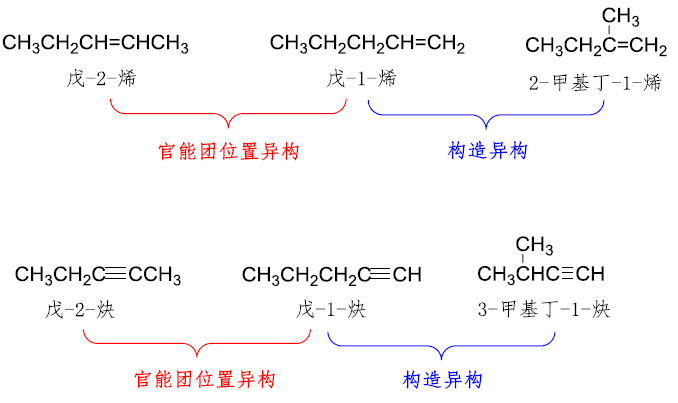 CH3
CH3CH2CH=CHCH3 CH3CH2CH2CH=CH2 CH3CH2C=CH2
戊-2-烯 戊-1-烯 2-甲基丁-1-烯
官能团位置异构 构造异构
CH3
CH3CH2C≡CCH3 CH3CH2CH2C≡CH CH3CHC≡CH
戊-2-炔 戊-1-炔 3-甲基丁-1-炔
官能团位置异构 构造异构